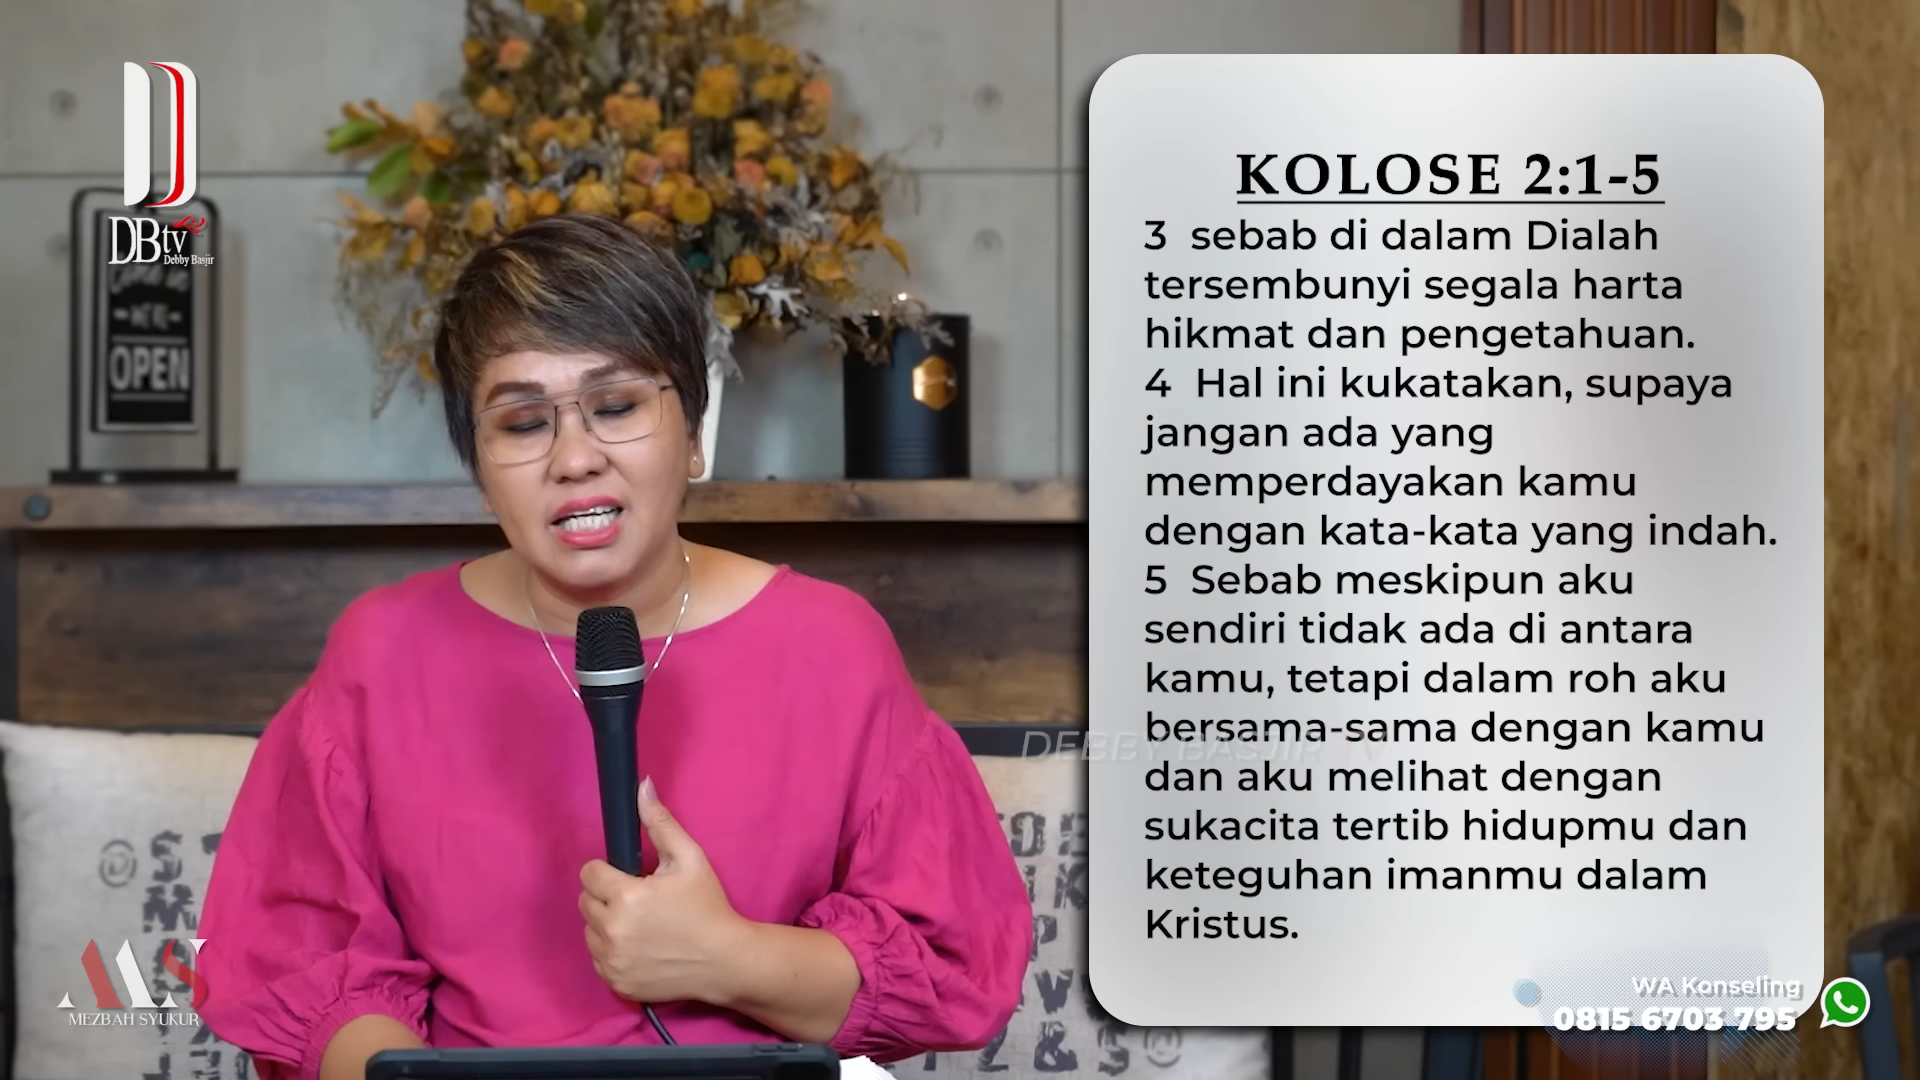 DBtv
Debby Basjir
WE'RE
OPEN
KOLOSE 2:1-5
3 sebab di dalam Dialah
tersembunyi segala harta
hikmat dan pengetahuan.
4 Hal ini kukatakan, supaya
jangan ada yang
memperdayakan kamu
dengan kata-kata yang indah.
5 Sebab meskipun aku
sendiri tidak ada di antara
kamu, tetapi dalam roh aku
bersama-sama dengan kamu
dan aku melihat dengan
sukacita tertib hidupmu dan
keteguhan imanmu dalam
Kristus.
DEBBY BASJIR TV
MS
MEZBAH SYUKUR
WA Konseling
0815 6703 795